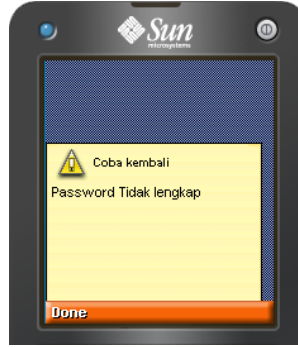 Sun
microsystems
Coba kembali
Password Tidak lengkap
Done